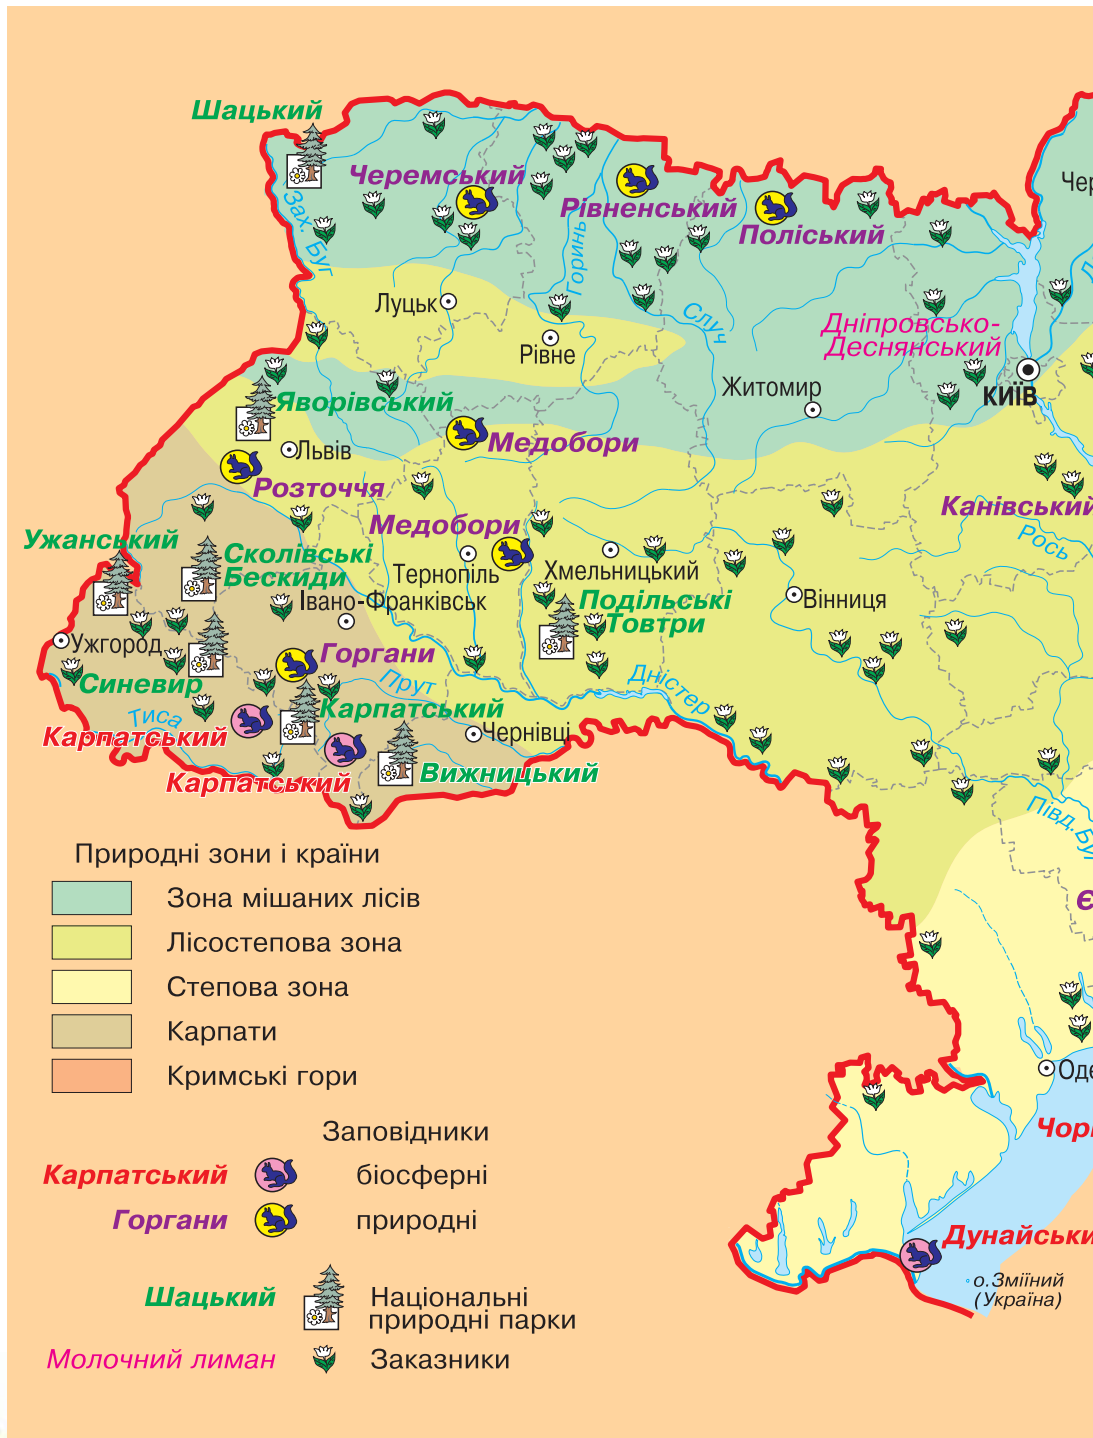 Шацький
Черемський
Рівненський
Поліський
Зах. Буг
Горинь
Случ
Луцьк
Рівне
Дніпровсько-
Деснянський
Житомир
КИЇВ
Яворівський
Львів
Медобори
Розточчя
Медобори
Канівський
Рось
Ужанський
Сколівські
Бескиди
Тернопіль
Хмельницький
Івано-Франківськ
Подільські
Товтри
Вінниця
Ужгород
Горгани
Синевир
Прут
Дністер
Карпатський
Тиса
Карпатський
Чернівці
Карпатський
Вижницький
Півд. Буг
Природні зони і країни
Зона мішаних лісів
Лісостепова зона
Степова зона
Карпати
Кримські гори
Заповідники
Карпатський біосферні
Горгани природні
Шацький Національні
природні парки
Молочний лиман Заказники
о.Зміїний
(Україна)